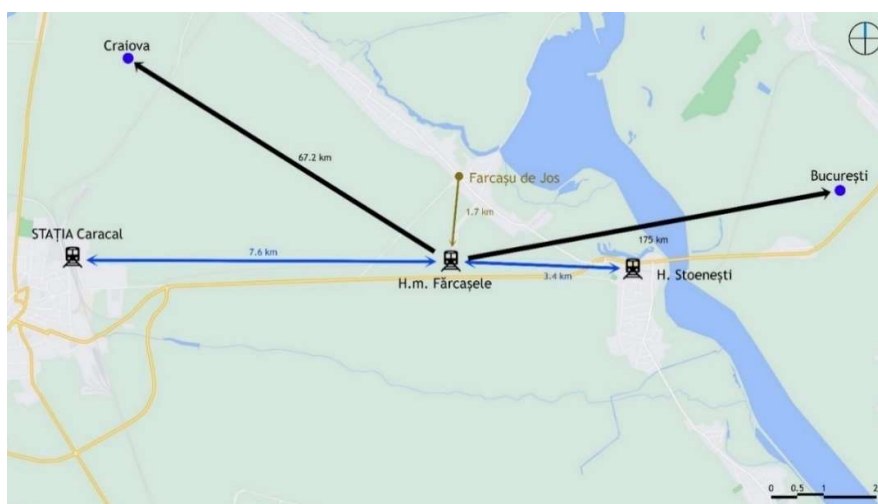 Craiova
67.2 km
Farcașu de Jos
București
1.7 km
STAȚIA Caracal
175 km
7.6 km
H.m. Fărcașele
3.4 km
H. Stoenești
0 0.5 1 2